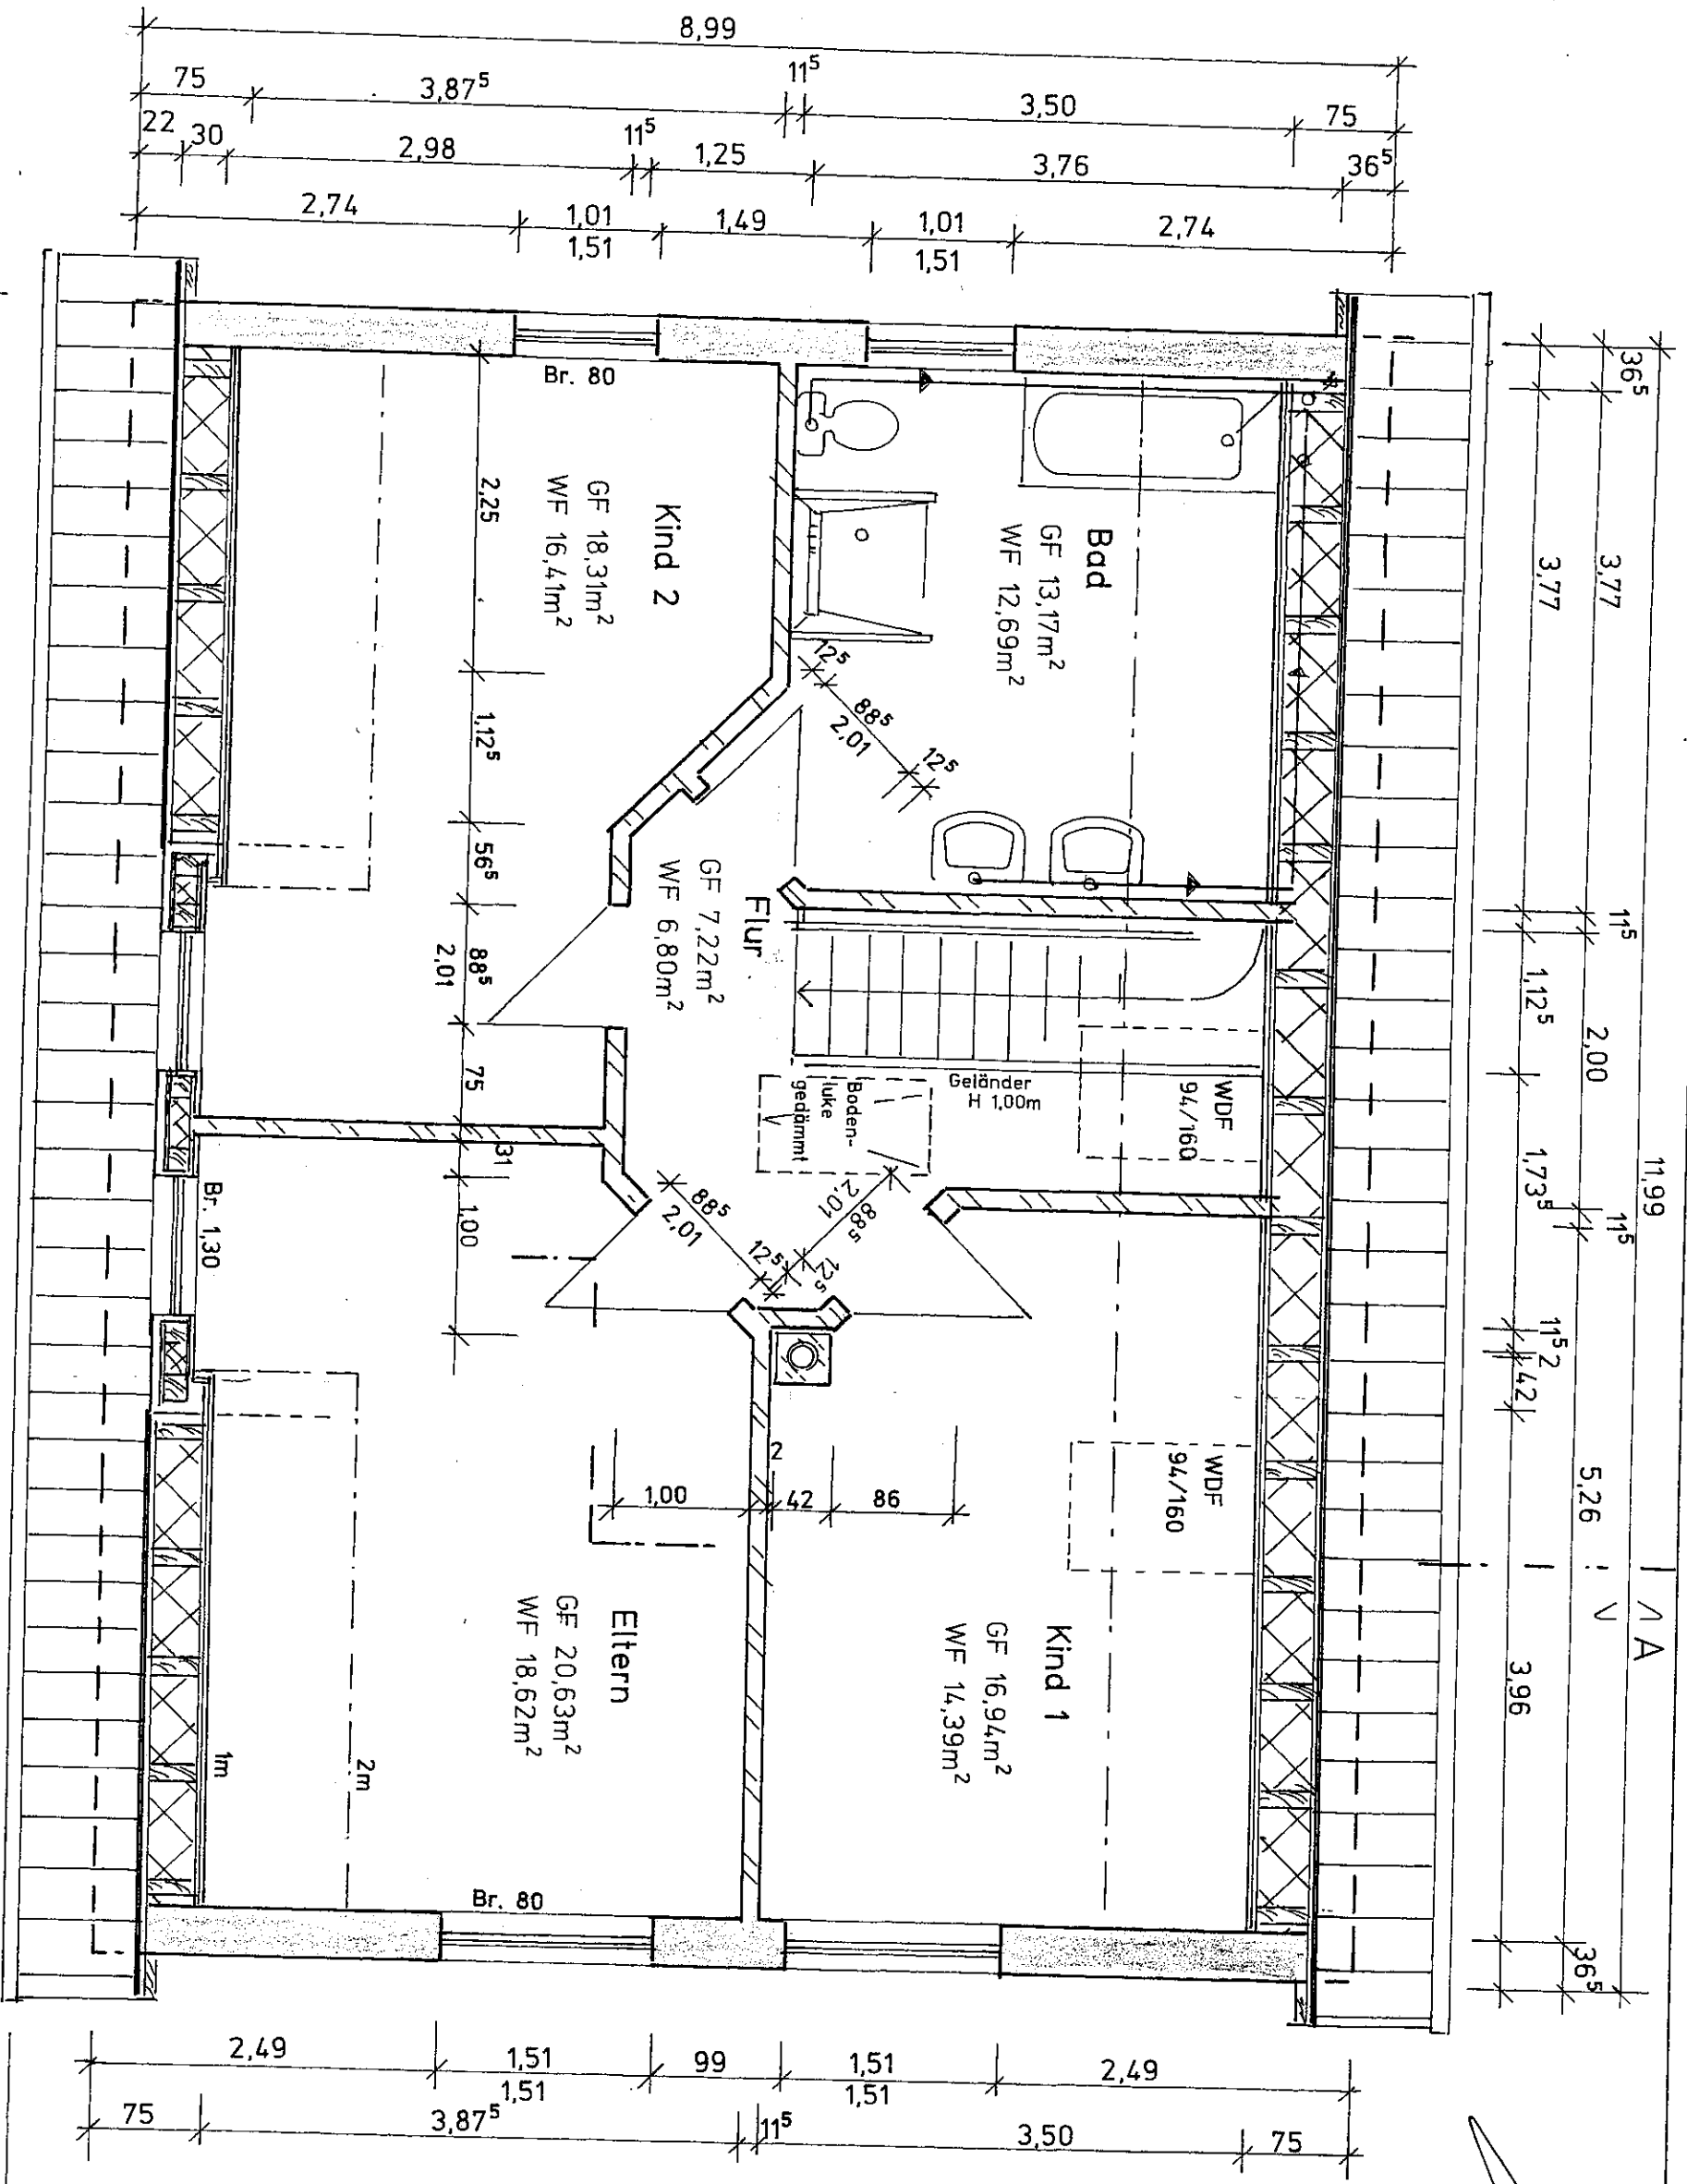 8,99
75
3,87⁵
11⁵
3,50
75
22
30
2,98
11⁵
1,25
3,76
36⁵
2,74
1,01
1,51
1,49
1,01
1,51
2,74
36⁵
3,77
11⁵
2,00
11⁵
5,26
36⁵
11,99
3,77
1,12⁵
1,73⁵
11⁵
2
42
3,96
A
Br. 80
Kind 2
GF 18,31m²
WF 16,41m²
2,25
1,12⁵
56⁵
88⁵
2,01
75
31
1,00
Bad
GF 13,17m²
WF 12,69m²
12⁵
88⁵
2,01
12⁵
Flur
GF 7,22m²
WF 6,80m²
Geländer
H 1,00m
Boden-
luke
gedämmt
WDF
94/160
88⁵
2,01
12⁵
88⁵
2,01
12⁵
Br. 1,30
WDF
94/160
2
1,00
42
86
Kind 1
GF 16,94m²
WF 14,39m²
Eltern
GF 20,63m²
WF 18,62m²
1m
2m
Br. 80
2,49
1,51
1,51
99
1,51
1,51
2,49
75
3,87⁵
11⁵
3,50
75